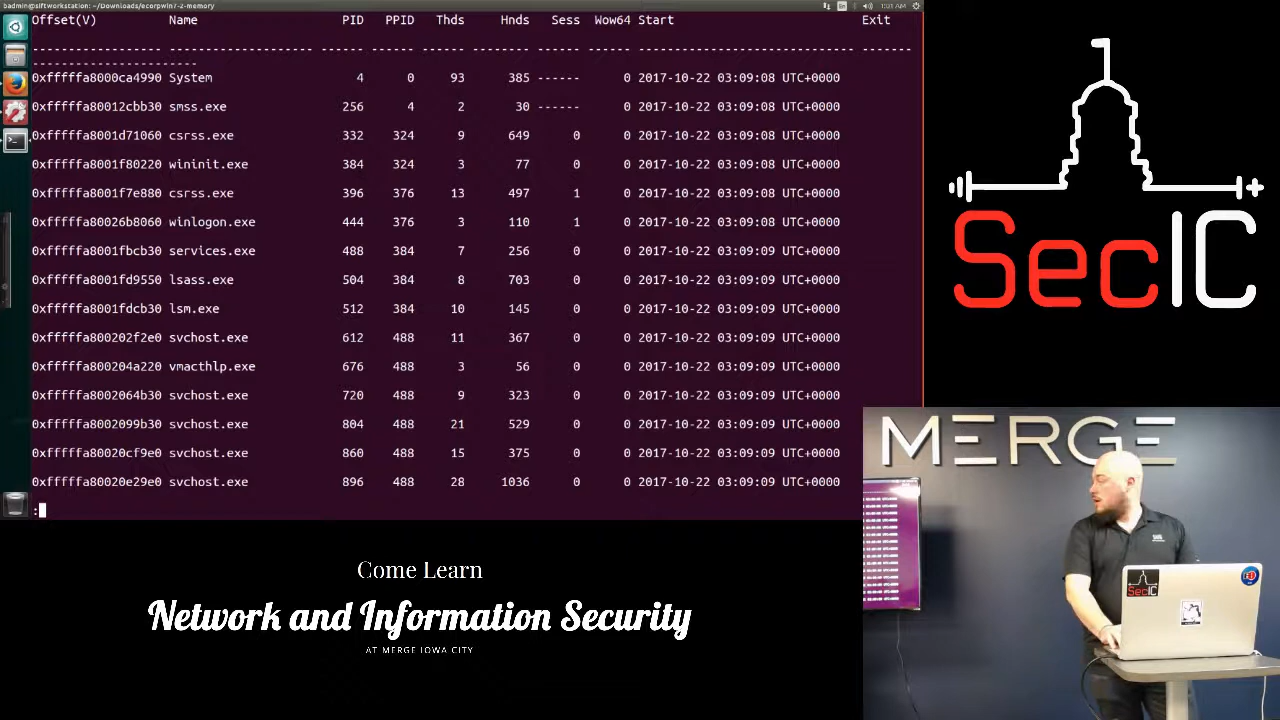 badmin@siftworkstation: ~/Downloads/ecorpwin7-2-memory
1:01 AM
Offset(V) Name PID PPID Thds Hnds Sess Wow64 Start Exit
------------------ -------------------- ------ ------ ------ -------- ------ ------ ------------------------------ -------
-----------------------
0xfffffa8000ca4990 System 4 0 93 385 ------ 0 2017-10-22 03:09:08 UTC+0000
0xfffffa80012cbb30 smss.exe 256 4 2 30 ------ 0 2017-10-22 03:09:08 UTC+0000
0xfffffa8001d71060 csrss.exe 332 324 9 649 0 0 2017-10-22 03:09:08 UTC+0000
0xfffffa8001f80220 wininit.exe 384 324 3 77 0 0 2017-10-22 03:09:08 UTC+0000
0xfffffa8001f7e880 csrss.exe 396 376 13 497 1 0 2017-10-22 03:09:08 UTC+0000
0xfffffa80026b8060 winlogon.exe 444 376 3 110 1 0 2017-10-22 03:09:08 UTC+0000
0xfffffa8001fbcb30 services.exe 488 384 7 256 0 0 2017-10-22 03:09:08 UTC+0000
0xfffffa8001fd9550 lsass.exe 504 384 8 703 0 0 2017-10-22 03:09:08 UTC+0000
0xfffffa8001fdcb30 lsm.exe 512 384 10 145 0 0 2017-10-22 03:09:08 UTC+0000
0xfffffa800202f2e0 svchost.exe 612 488 11 367 0 0 2017-10-22 03:09:09 UTC+0000
0xfffffa800204a220 vmacthlp.exe 676 488 3 56 0 0 2017-10-22 03:09:09 UTC+0000
0xfffffa8002064b30 svchost.exe 720 488 9 323 0 0 2017-10-22 03:09:09 UTC+0000
0xfffffa8002099b30 svchost.exe 804 488 21 529 0 0 2017-10-22 03:09:09 UTC+0000
0xfffffa80020cf9e0 svchost.exe 860 488 15 375 0 0 2017-10-22 03:09:09 UTC+0000
0xfffffa80020e29e0 svchost.exe 896 488 28 1036 0 0 2017-10-22 03:09:09 UTC+0000
:
SecIC
MERGE
SecIC
Come Learn
Network and Information Security
AT MERGE IOWA CITY